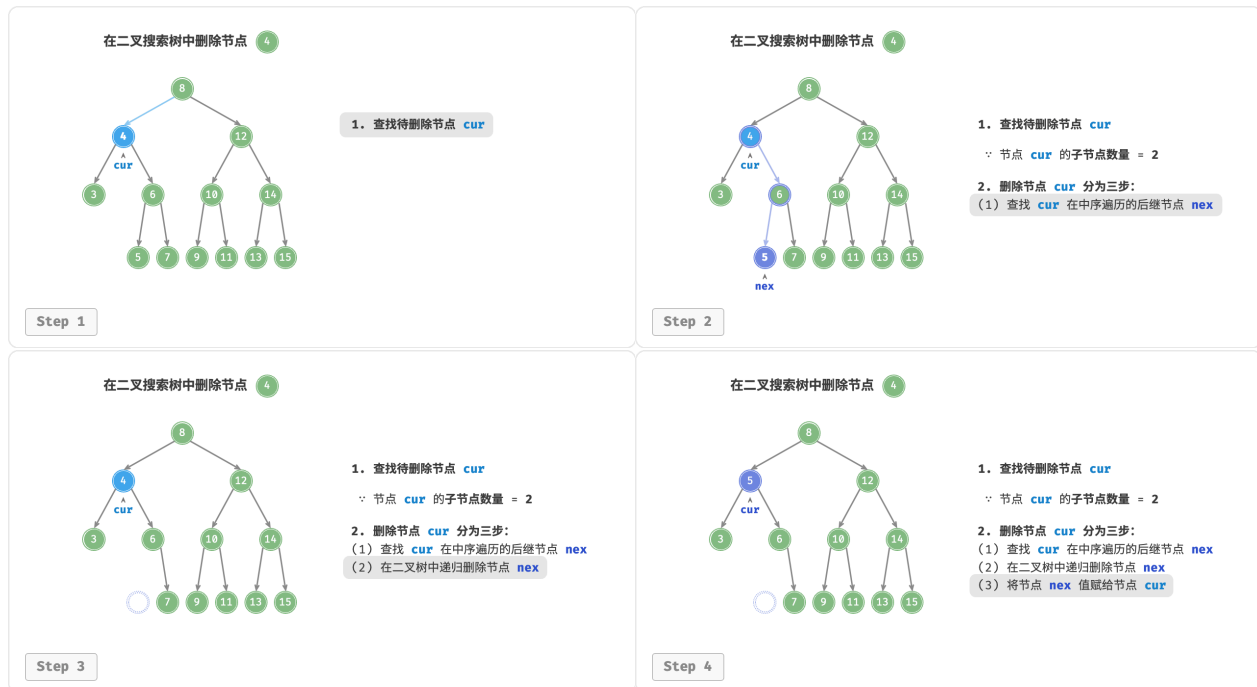 在二叉搜索树中删除节点 4
8
4 12
cur
3 6 10 14
5 7 9 11 13 15
1. 查找待删除节点 cur
Step 1
在二叉搜索树中删除节点 4
8
4 12
cur
3 6 10 14
5 7 9 11 13 15
nex
1. 查找待删除节点 cur
∵ 节点 cur 的子节点数量 = 2
2. 删除节点 cur 分为三步：
(1) 查找 cur 在中序遍历的后继节点 nex
Step 2
在二叉搜索树中删除节点 4
8
4 12
cur
3 6 10 14
7 9 11 13 15
1. 查找待删除节点 cur
∵ 节点 cur 的子节点数量 = 2
2. 删除节点 cur 分为三步：
(1) 查找 cur 在中序遍历的后继节点 nex
(2) 在二叉树中递归删除节点 nex
Step 3
在二叉搜索树中删除节点 4
8
5 12
cur
3 6 10 14
7 9 11 13 15
1. 查找待删除节点 cur
∵ 节点 cur 的子节点数量 = 2
2. 删除节点 cur 分为三步：
(1) 查找 cur 在中序遍历的后继节点 nex
(2) 在二叉树中递归删除节点 nex
(3) 将节点 nex 值赋给节点 cur
Step 4